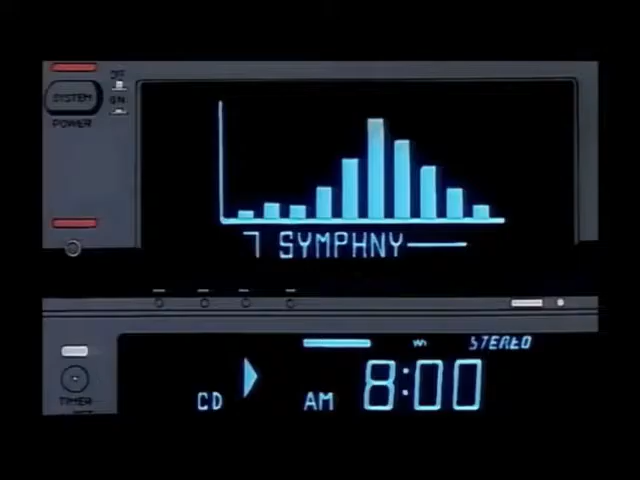 OFF
SYSTEM
ON
POWER
7 SYMPHNY
STEREO
CD AM 8:00
TIMER